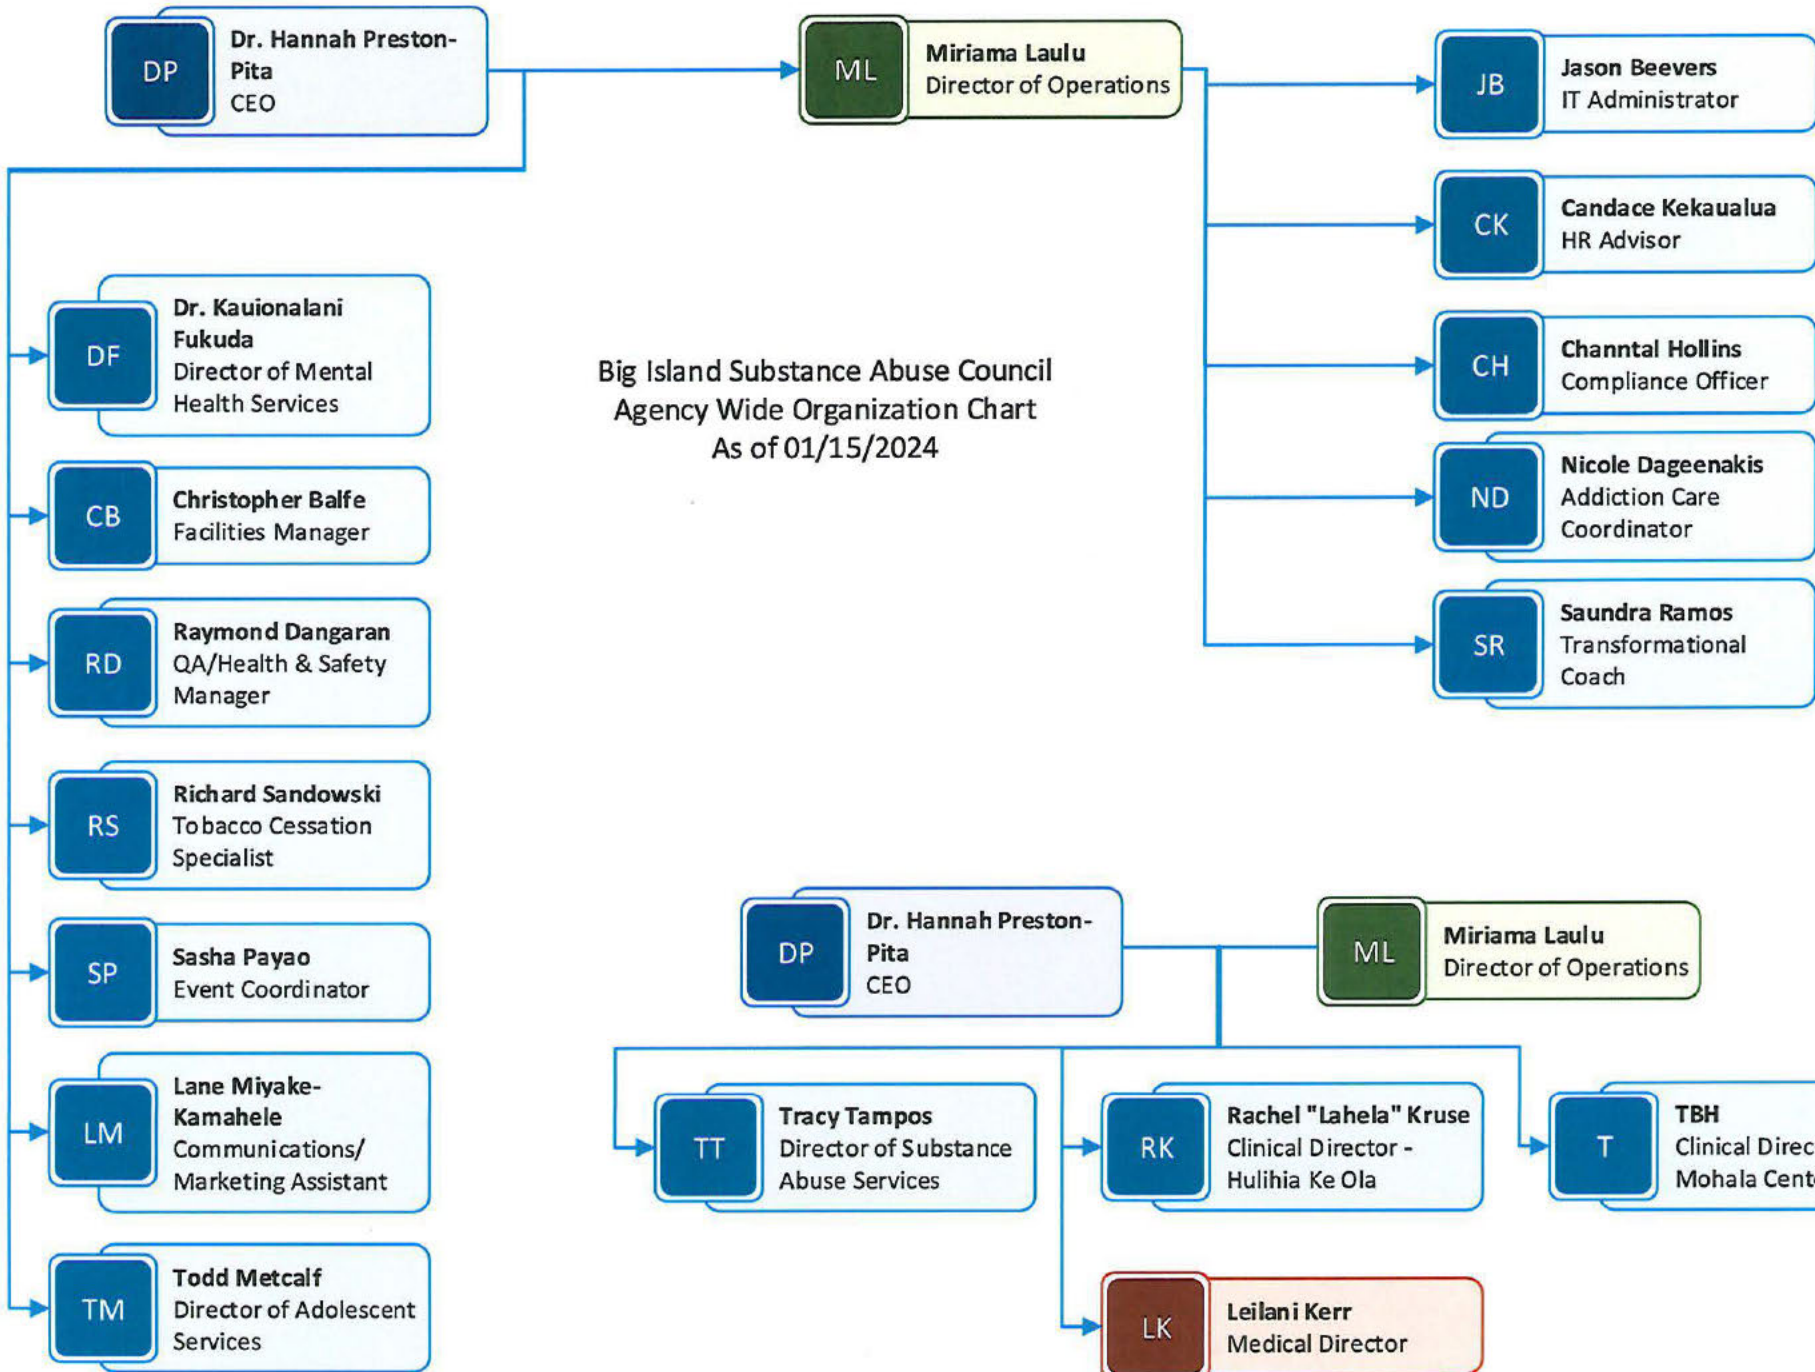 DP
Dr. Hannah Preston-
Pita
CEO
ML
Miriama Laulu
Director of Operations
JB
Jason Beevers
IT Administrator
CK
Candace Kekaualua
HR Advisor
CH
Channtal Hollins
Compliance Officer
ND
Nicole Dageenakis
Addiction Care
Coordinator
SR
Saundra Ramos
Transformational
Coach
DF
Dr. Kauionalani
Fukuda
Director of Mental
Health Services
CB
Christopher Balfe
Facilities Manager
RD
Raymond Dangaran
QA/Health & Safety
Manager
RS
Richard Sandowski
Tobacco Cessation
Specialist
SP
Sasha Payao
Event Coordinator
LM
Lane Miyake-
Kamahele
Communications/
Marketing Assistant
TM
Todd Metcalf
Director of Adolescent
Services
Big Island Substance Abuse Council
Agency Wide Organization Chart
As of 01/15/2024
DP
Dr. Hannah Preston-
Pita
CEO
ML
Miriama Laulu
Director of Operations
TT
Tracy Tampos
Director of Substance
Abuse Services
RK
Rachel "Lahela" Kruse
Clinical Director -
Hulihia Ke Ola
T
TBH
Clinical
Mohala
LK
Leilani Kerr
Medical Director